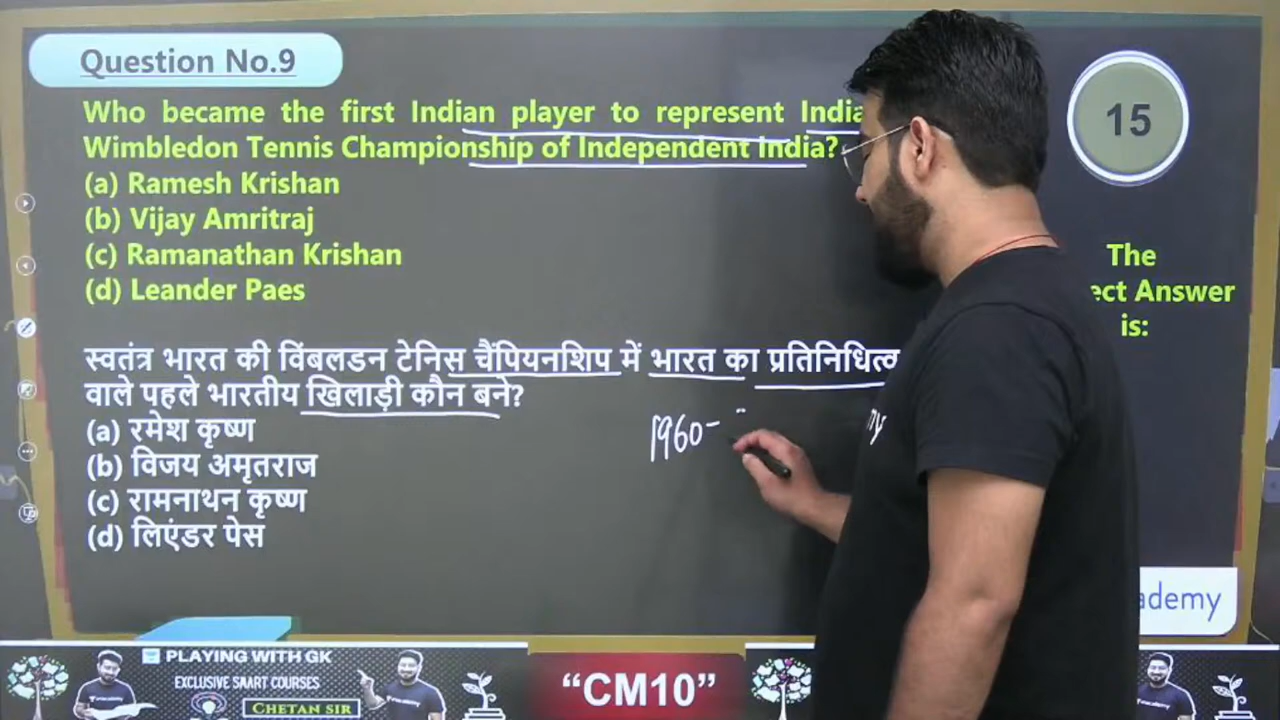 Question No.9
Who became the first Indian player to represent India
Wimbledon Tennis Championship of Independent India?
(a) Ramesh Krishan
(b) Vijay Amritraj
(c) Ramanathan Krishan
(d) Leander Paes
स्वतंत्र भारत की विंबलडन टेनिस चैंपियनशिप में भारत का प्रतिनिधित्व
वाले पहले भारतीय खिलाड़ी कौन बने?
(a) रमेश कृष्ण
(b) विजय अमृतराज
(c) रामनाथन कृष्ण
(d) लिएंडर पेस
1960-
15
The
ect Answer
is:
my
ademy
PLAYING WITH GK
EXCLUSIVE SAART COURSES
CHETAN SIR
“CM10”